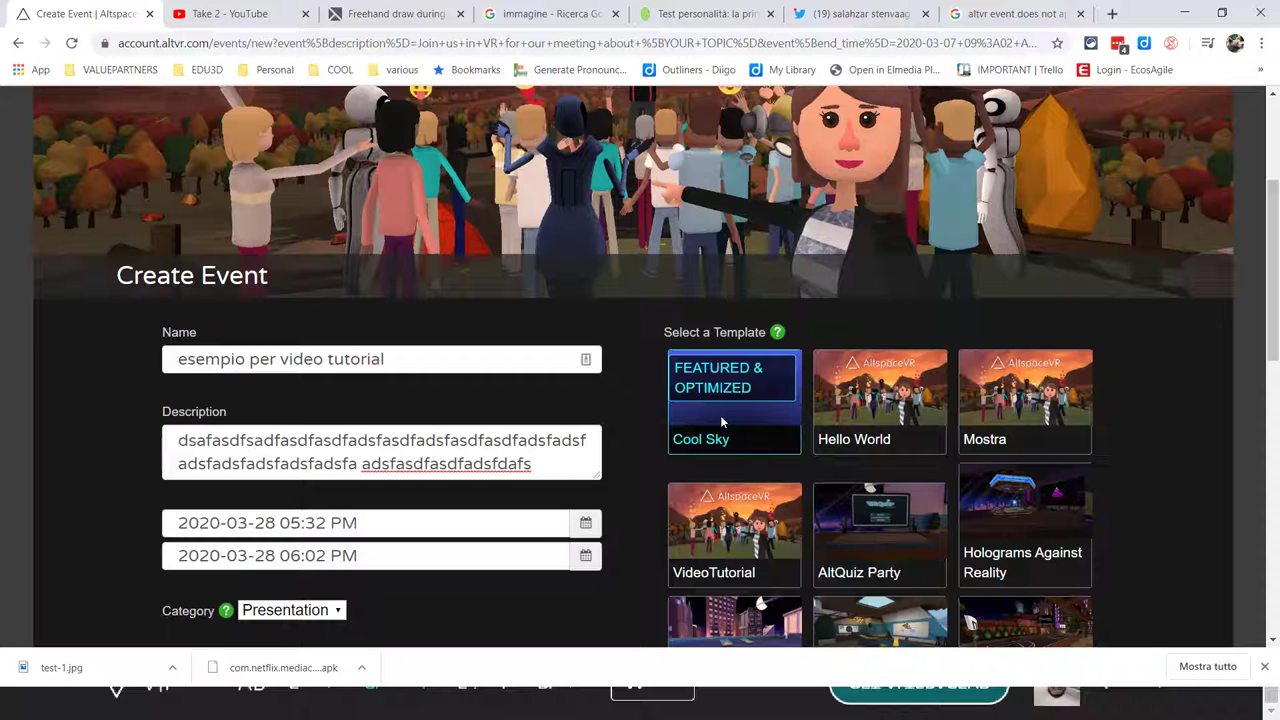 Create Event | Altspace
Take 2 - YouTube
Freehand draw during
immagine - Ricerca Go
Test personalità: la prim
(19) salahzar stenvaag
altvr event does not ap
account.altvr.com/events/new?event%5Bdescription%5D=Join+us+in+VR+for+our+meeting+about+%5BYOUR+TOPIC%5D&event%5Bend_time%5D=2020-03-07+09%3A02+A...
App
VALUEPARTNERS
EDU3D
Personal
COOL
various
Bookmarks
Generate Pronounc...
Outliners - Diigo
My Library
Open in Elmedia Pl...
IMPORTANT | Trello
Login - EcosAgile
»
Create Event
Name
esempio per video tutorial
Description
dsafasdfsadfasdfasdfadsfasdfadsfasdfasdfadsfadsf
adsfadsfadsfadsfadsfa adsfasdfasdfadsfdafs
2020-03-28 05:32 PM
2020-03-28 06:02 PM
Category ? Presentation
Select a Template ?
FEATURED &
OPTIMIZED
Cool Sky
AltspaceVR
Hello World
AltspaceVR
Mostra
AltspaceVR
VideoTutorial
AltQuiz Party
Holograms Against
Reality
test-1.jpg
com.netflix.mediac....apk
Mostra tutto